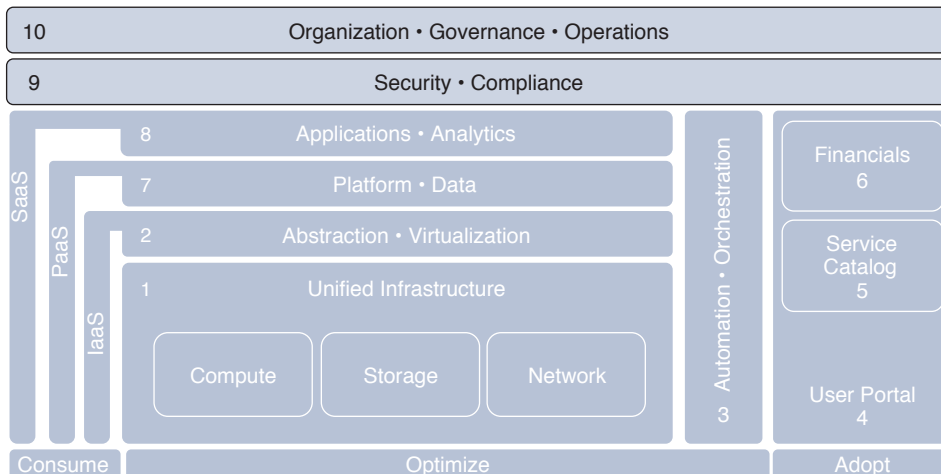 10 Organization • Governance • Operations
9 Security • Compliance
8 Applications • Analytics
7 Platform • Data
2 Abstraction • Virtualization
1 Unified Infrastructure
Compute Storage Network
SaaS
PaaS
IaaS
Automation • Orchestration
3
Financials
6
Service
Catalog
5
User Portal
4
Consume Optimize Adopt